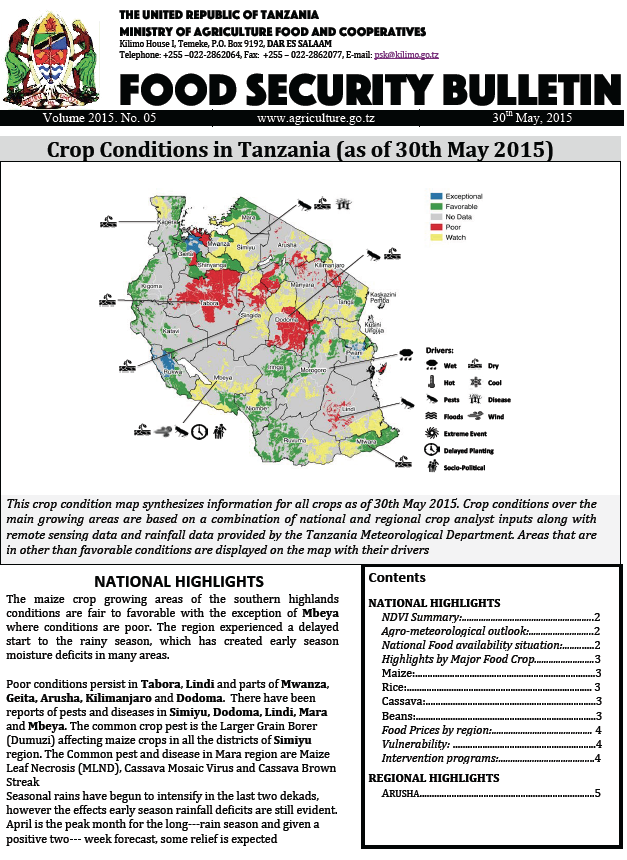 THE UNITED REPUBLIC OF TANZANIA
MINISTRY OF AGRICULTURE FOOD AND COOPERATIVES
Kilimo House I, Temeke, P.O. Box 9192, DAR ES SALAAM
Telephone: +255 –022-2862064, Fax: +255 – 022-2862077, E-mail: psk@kilimo.go.tz
FOOD SECURITY BULLETIN
Volume 2015. No. 05 www.agriculture.go.tz 30th May, 2015
Crop Conditions in Tanzania (as of 30th May 2015)
Exceptional
Favorable
No Data
Poor
Watch
Kagera
Mara
Mwanza
Simiyu
Geita
Arusha
Shinyanga
Kilimanjaro
Kigoma
Manyara
Tabora
Tanga
Kaskazini
Pemba
Singida
Dodoma
Kusini
Unguja
Katavi
Pwani
Rukwa
Iringa
Morogoro
Mbeya
Njombe
Lindi
Ruvuma
Mtwara
Drivers:
Wet Dry
Hot Cool
Pests Disease
Floods Wind
Extreme Event
Delayed Planting
Socio-Political
This crop condition map synthesizes information for all crops as of 30th May 2015. Crop conditions over the
main growing areas are based on a combination of national and regional crop analyst inputs along with
remote sensing data and rainfall data provided by the Tanzania Meteorological Department. Areas that are
in other than favorable conditions are displayed on the map with their drivers
NATIONAL HIGHLIGHTS
The maize crop growing areas of the southern highlands
conditions are fair to favorable with the exception of Mbeya
where conditions are poor. The region experienced a delayed
start to the rainy season, which has created early season
moisture deficits in many areas.
Poor conditions persist in Tabora, Lindi and parts of Mwanza,
Geita, Arusha, Kilimanjaro and Dodoma. There have been
reports of pests and diseases in Simiyu, Dodoma, Lindi, Mara
and Mbeya. The common crop pest is the Larger Grain Borer
(Dumuzi) affecting maize crops in all the districts of Simiyu
region. The Common pest and disease in Mara region are Maize
Leaf Necrosis (MLND), Cassava Mosaic Virus and Cassava Brown
Streak
Seasonal rains have begun to intensify in the last two dekads,
however the effects early season rainfall deficits are still evident.
April is the peak month for the long---rain season and given a
positive two--- week forecast, some relief is expected
Contents
NATIONAL HIGHLIGHTS
NDVI Summary:...............................................2
Agro-meteorological outlook:.......................2
National Food availability situation:............2
Highlights by Major Food Crop.....................3
Maize:...............................................................3
Rice:................................................................ 3
Cassava:...........................................................3
Beans:..............................................................3
Food Prices by region:.................................... 4
Vulnerability: ..................................................4
Intervention programs:...................................4
REGIONAL HIGHLIGHTS
ARUSHA.............................................................5